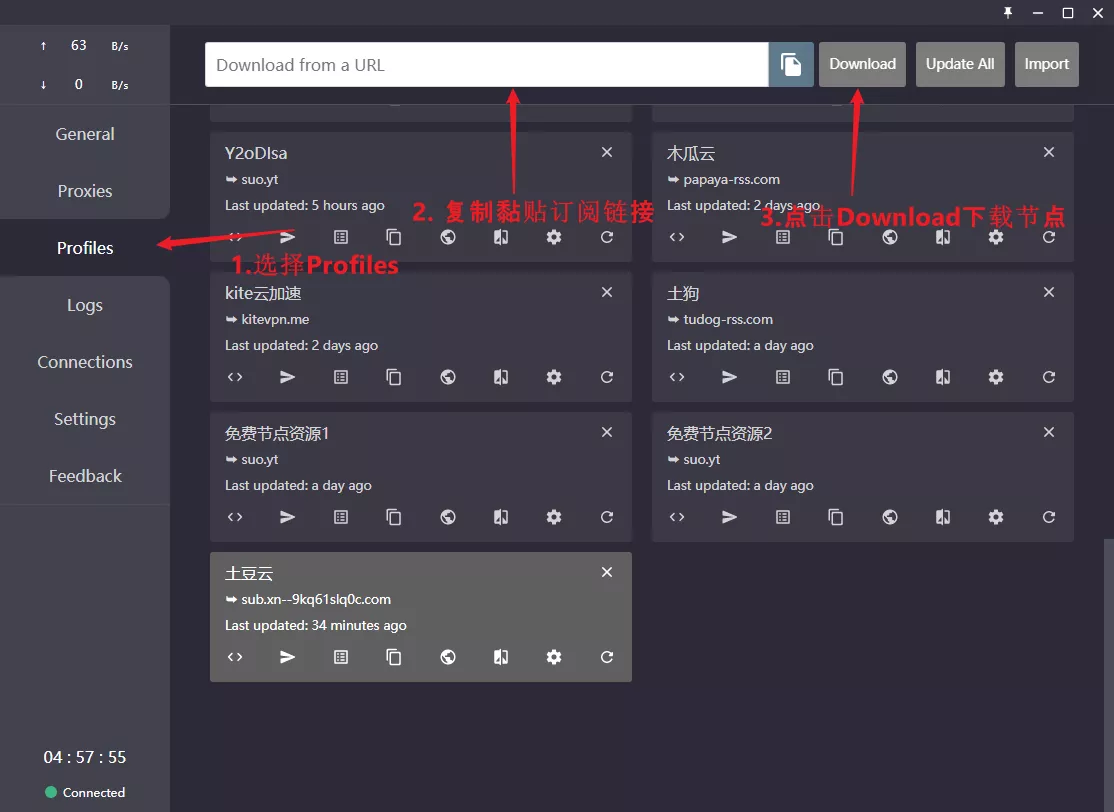 ↑ 63 B/s
↓ 0 B/s
General
Proxies
Profiles
Logs
Connections
Settings
Feedback
04 : 57 : 55
Connected
Download from a URL
Download
Update All
Import
Y2oDIsa
suo.yt
Last updated: 5 hours ago
木瓜云
papaya-rss.com
Last updated: 2 days ago
1.选择Profiles
2. 复制黏贴订阅链接
3.点击Download下载节点
kite云加速
kitevpn.me
Last updated: 2 days ago
土狗
tudog-rss.com
Last updated: a day ago
免费节点资源1
suo.yt
Last updated: a day ago
免费节点资源2
suo.yt
Last updated: a day ago
土豆云
sub.xn--9kq61slq0c.com
Last updated: 34 minutes ago